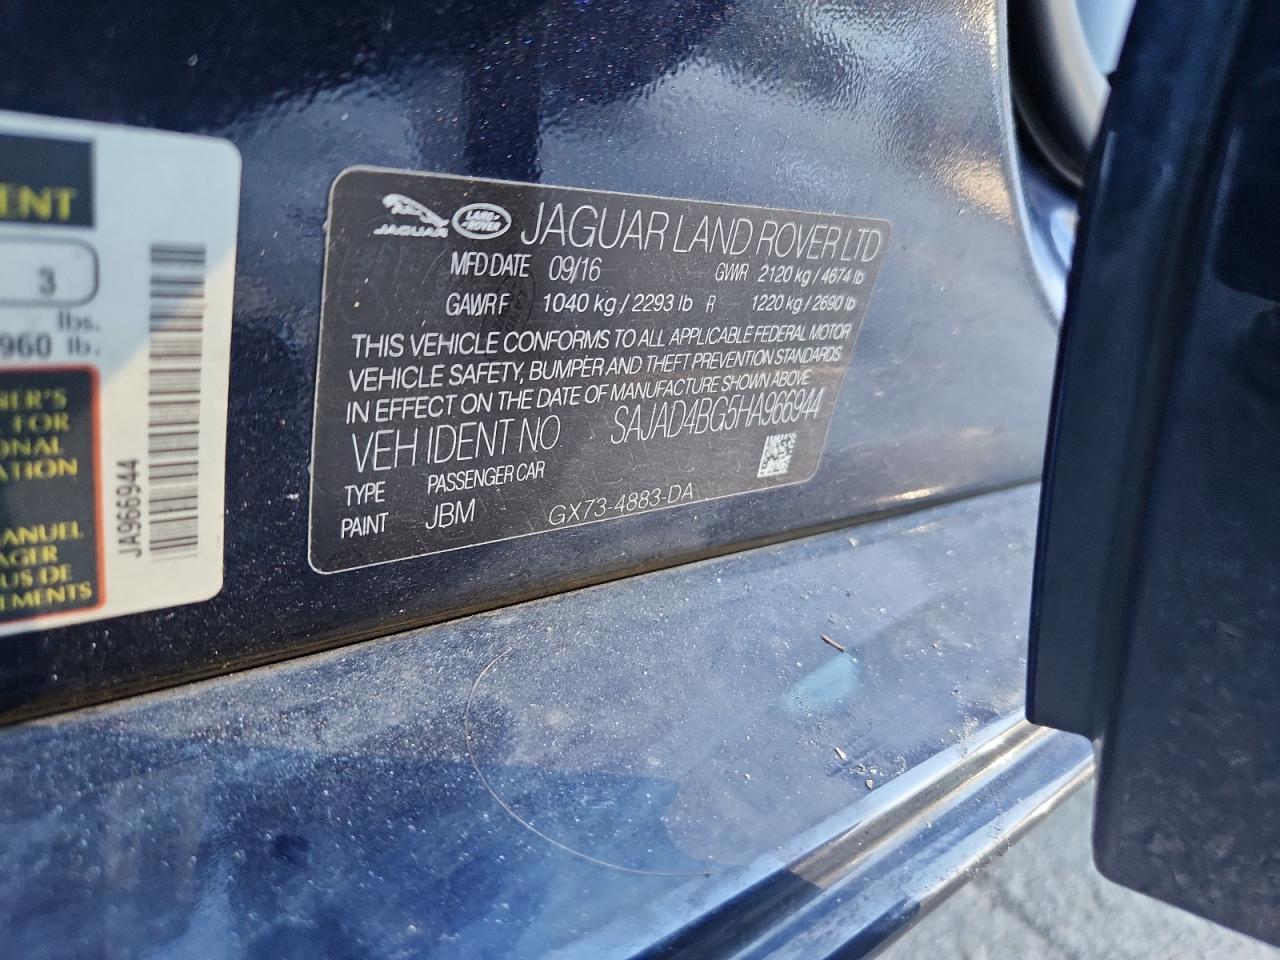 ENT
3
lbs.
960 lb.
NER'S
FOR
ONAL
ATION
ANUEL
AGER
US DE
EMENTS
JA966944
JAGUAR LAND-ROVER JAGUAR LAND ROVER LTD
MFD DATE 09/16 GVWR 2120 kg / 4674 lb
GAWR F 1040 kg / 2293 lb R 1220 kg / 2690 lb
THIS VEHICLE CONFORMS TO ALL APPLICABLE FEDERAL MOTOR
VEHICLE SAFETY, BUMPER AND THEFT PREVENTION STANDARDS
IN EFFECT ON THE DATE OF MANUFACTURE SHOWN ABOVE
VEH IDENT NO. SAJAD4BG5HA966944
TYPE PASSENGER CAR
PAINT JBM GX73-4883-DA